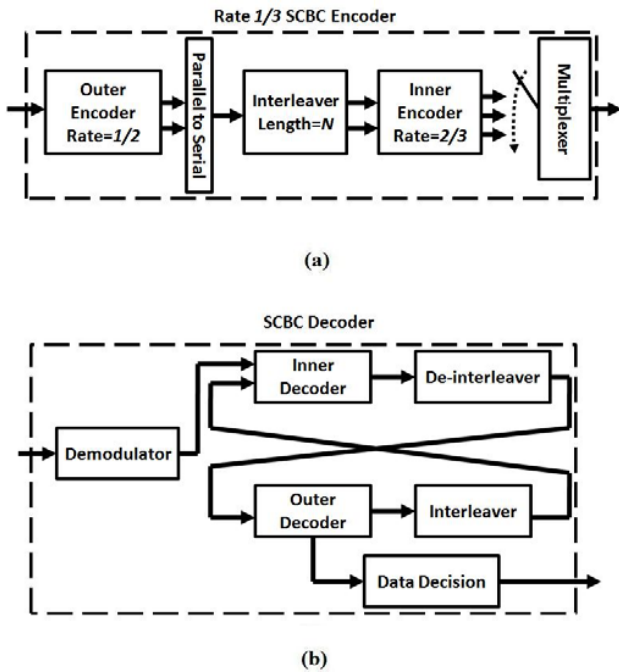 Rate 1/3 SCBC Encoder
Outer
Encoder
Rate=1/2
Parallel to
Serial
Interleaver
Length=N
Inner
Encoder
Rate=2/3
Multiplexer
(a)
SCBC Decoder
Inner
Decoder
De-interleaver
Demodulator
Outer
Decoder
Interleaver
Data Decision
(b)